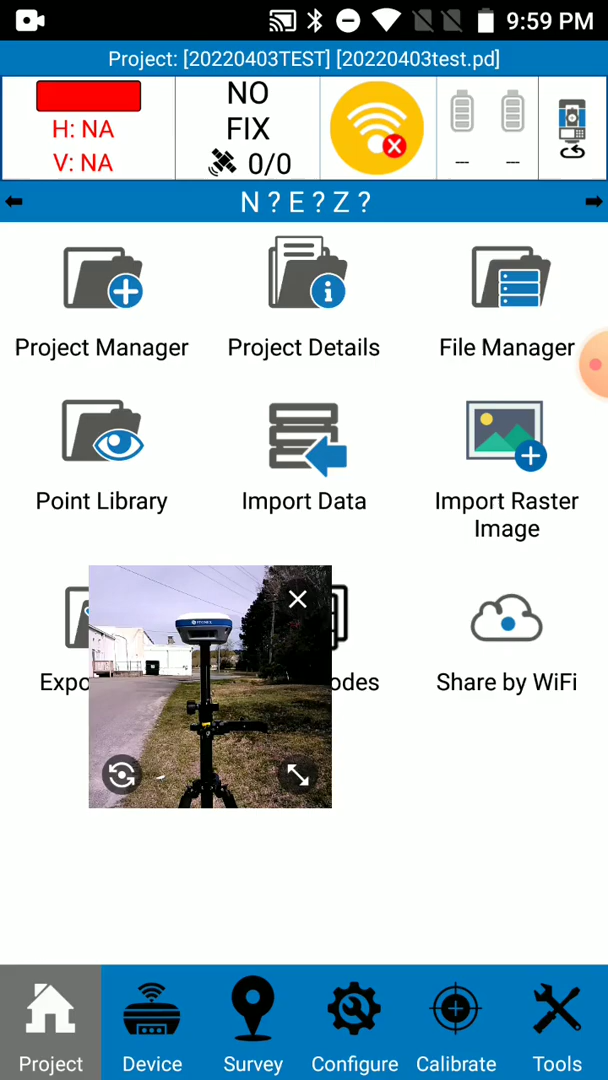 9:59 PM
Project: [20220403TEST] [20220403test.pd]
H: NA
V: NA
NO
FIX
0/0
--- ---
N ? E ? Z ?
Project Manager
Project Details
File Manager
Point Library
Import Data
Import Raster
Image
Expo
odes
Share by WiFi
Project
Device
Survey
Configure
Calibrate
Tools